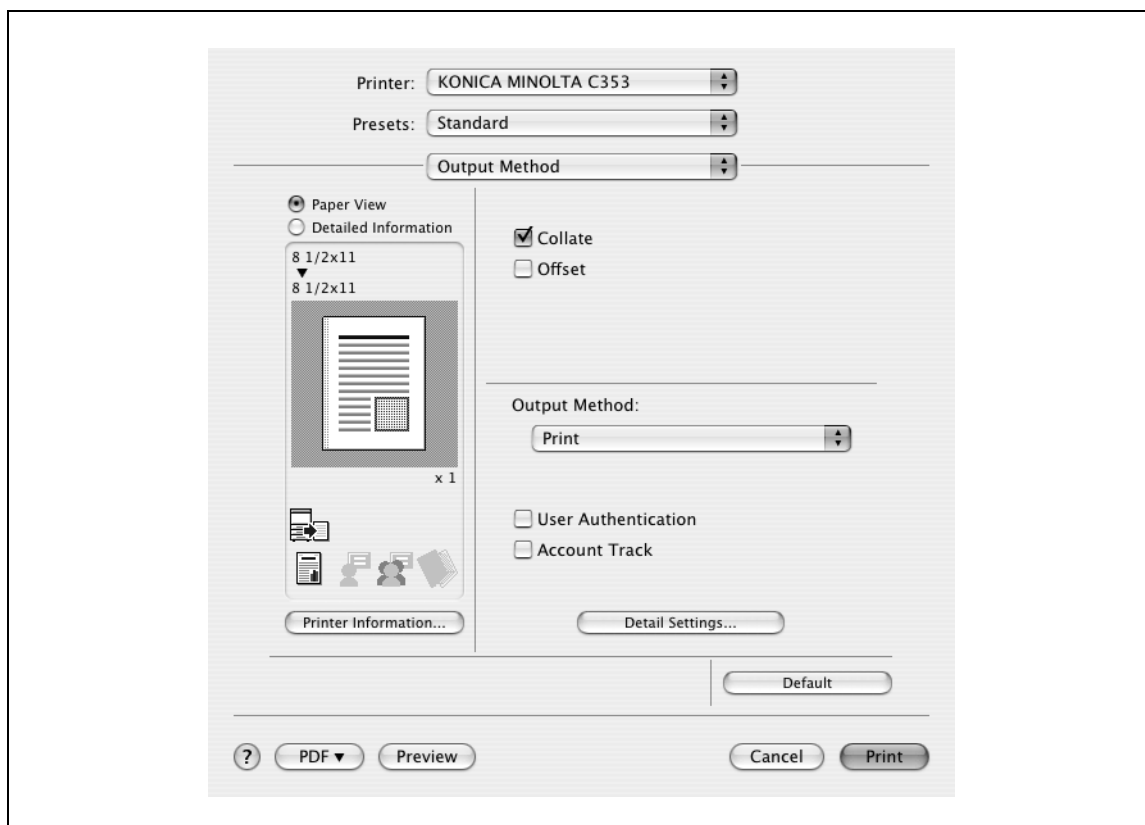 Printer: KONICA MINOLTA C353
Presets: Standard
Output Method
Paper View
Detailed Information
8 1/2x11
8 1/2x11
x 1
Printer Information...
Collate
Offset
Output Method:
Print
User Authentication
Account Track
Detail Settings...
Default
? PDF Preview Cancel Print